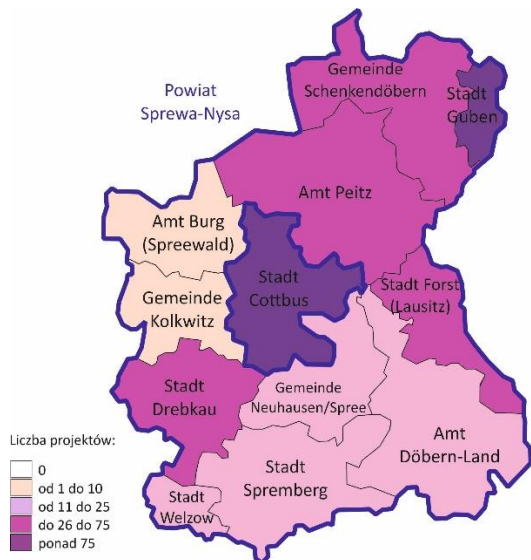 Gemeinde
Schenkendöbern
Stadt
Guben
Powiat
Sprewa-Nysa
Amt Peitz
Amt Burg
(Spreewald)
Stadt
Cottbus
Stadt Forst
(Lausitz)
Gemeinde
Kolkwitz
Stadt
Drebkau
Gemeinde
Neuhausen/Spree
Amt
Döbern-Land
Stadt
Spremberg
Stadt
Welzow
Liczba projektów:
0
od 1 do 10
od 11 do 25
do 26 do 75
ponad 75